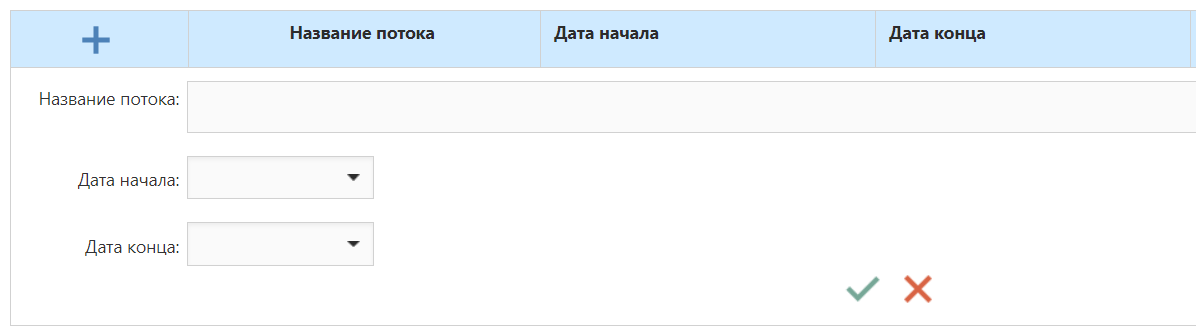 Название потока Дата начала Дата конца
Название потока:
Дата начала:
Дата конца: